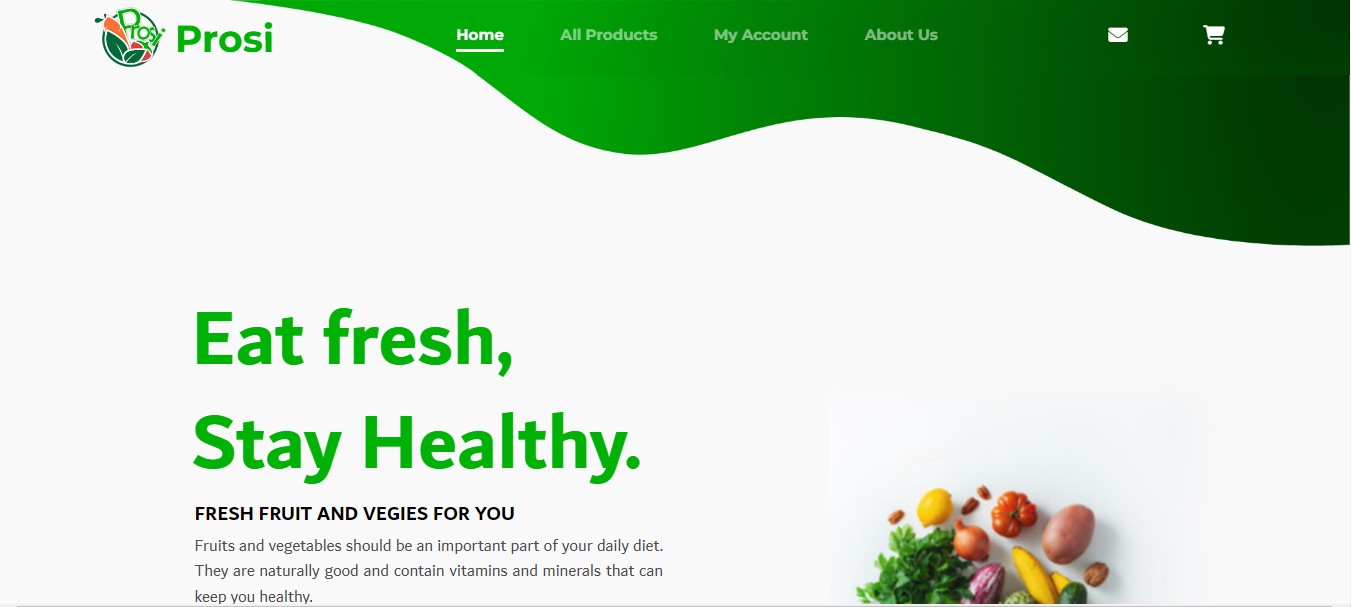 Prosi
Prosi
Home
All Products
My Account
About Us
Eat fresh,
Stay Healthy.
FRESH FRUIT AND VEGIES FOR YOU
Fruits and vegetables should be an important part of your daily diet.
They are naturally good and contain vitamins and minerals that can
keep you healthy.